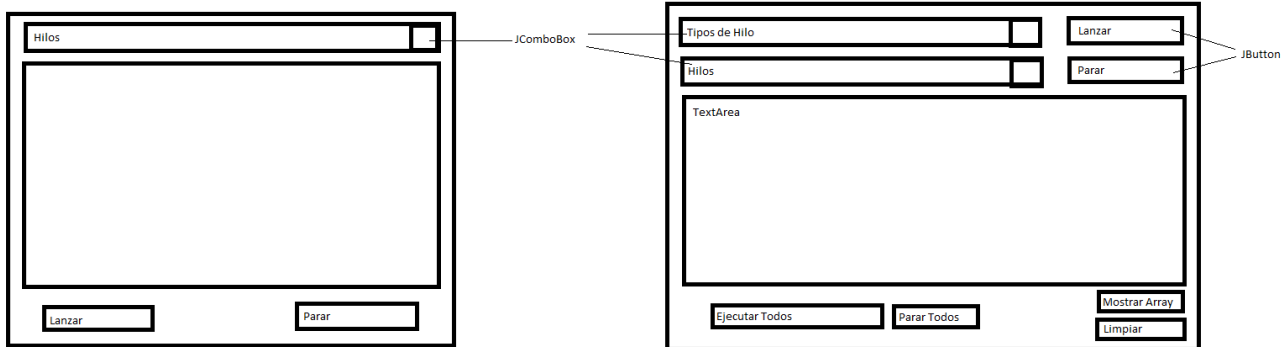 Hilos
Lanzar
Parar
JComboBox
Tipos de Hilo
Lanzar
Hilos
Parar
JButton
TextArea
Ejecutar Todos
Parar Todos
Mostrar Array
Limpiar